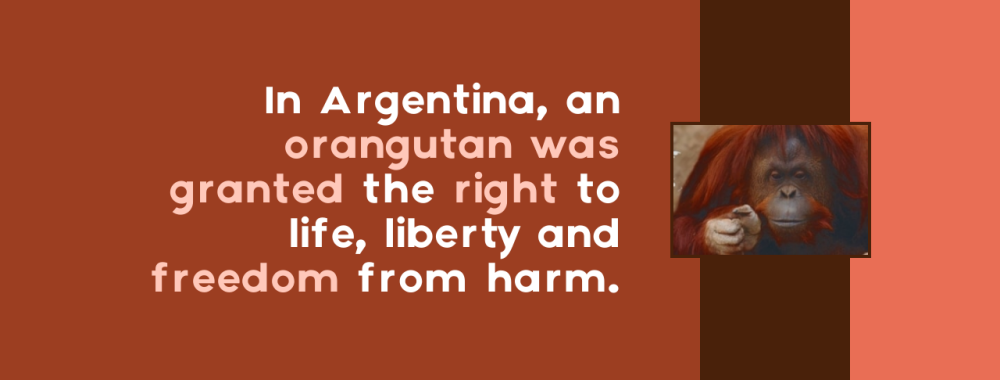 In Argentina, an
orangutan was
granted the right to
life, liberty and
freedom from harm.